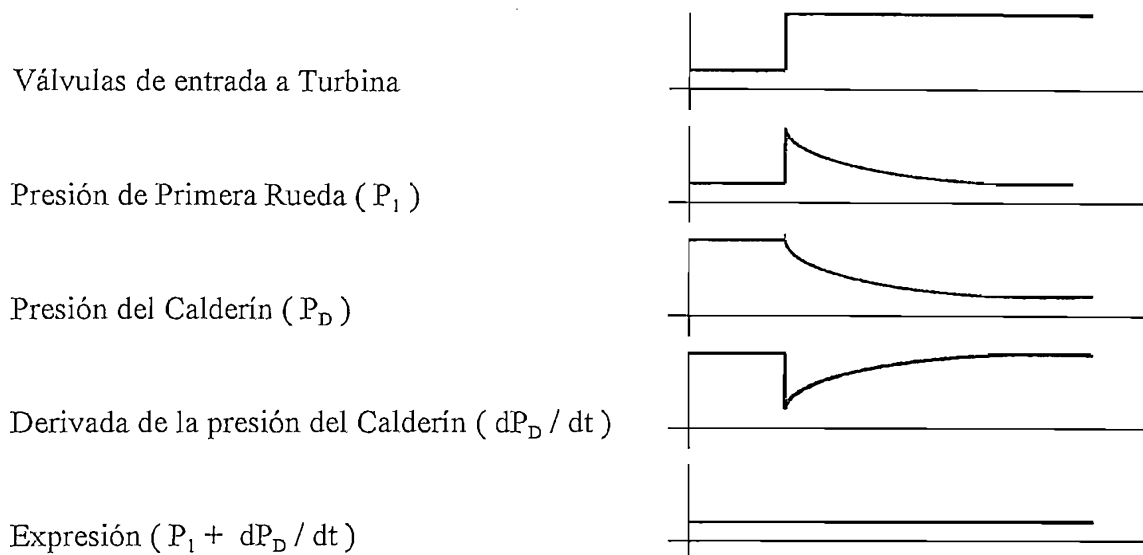 Válvulas de entrada a Turbina
Presión de Primera Rueda ( P₁ )
Presión del Calderín ( P_D )
Derivada de la presión del Calderín ( dP_D / dt )
Expresión ( P₁ + dP_D / dt )